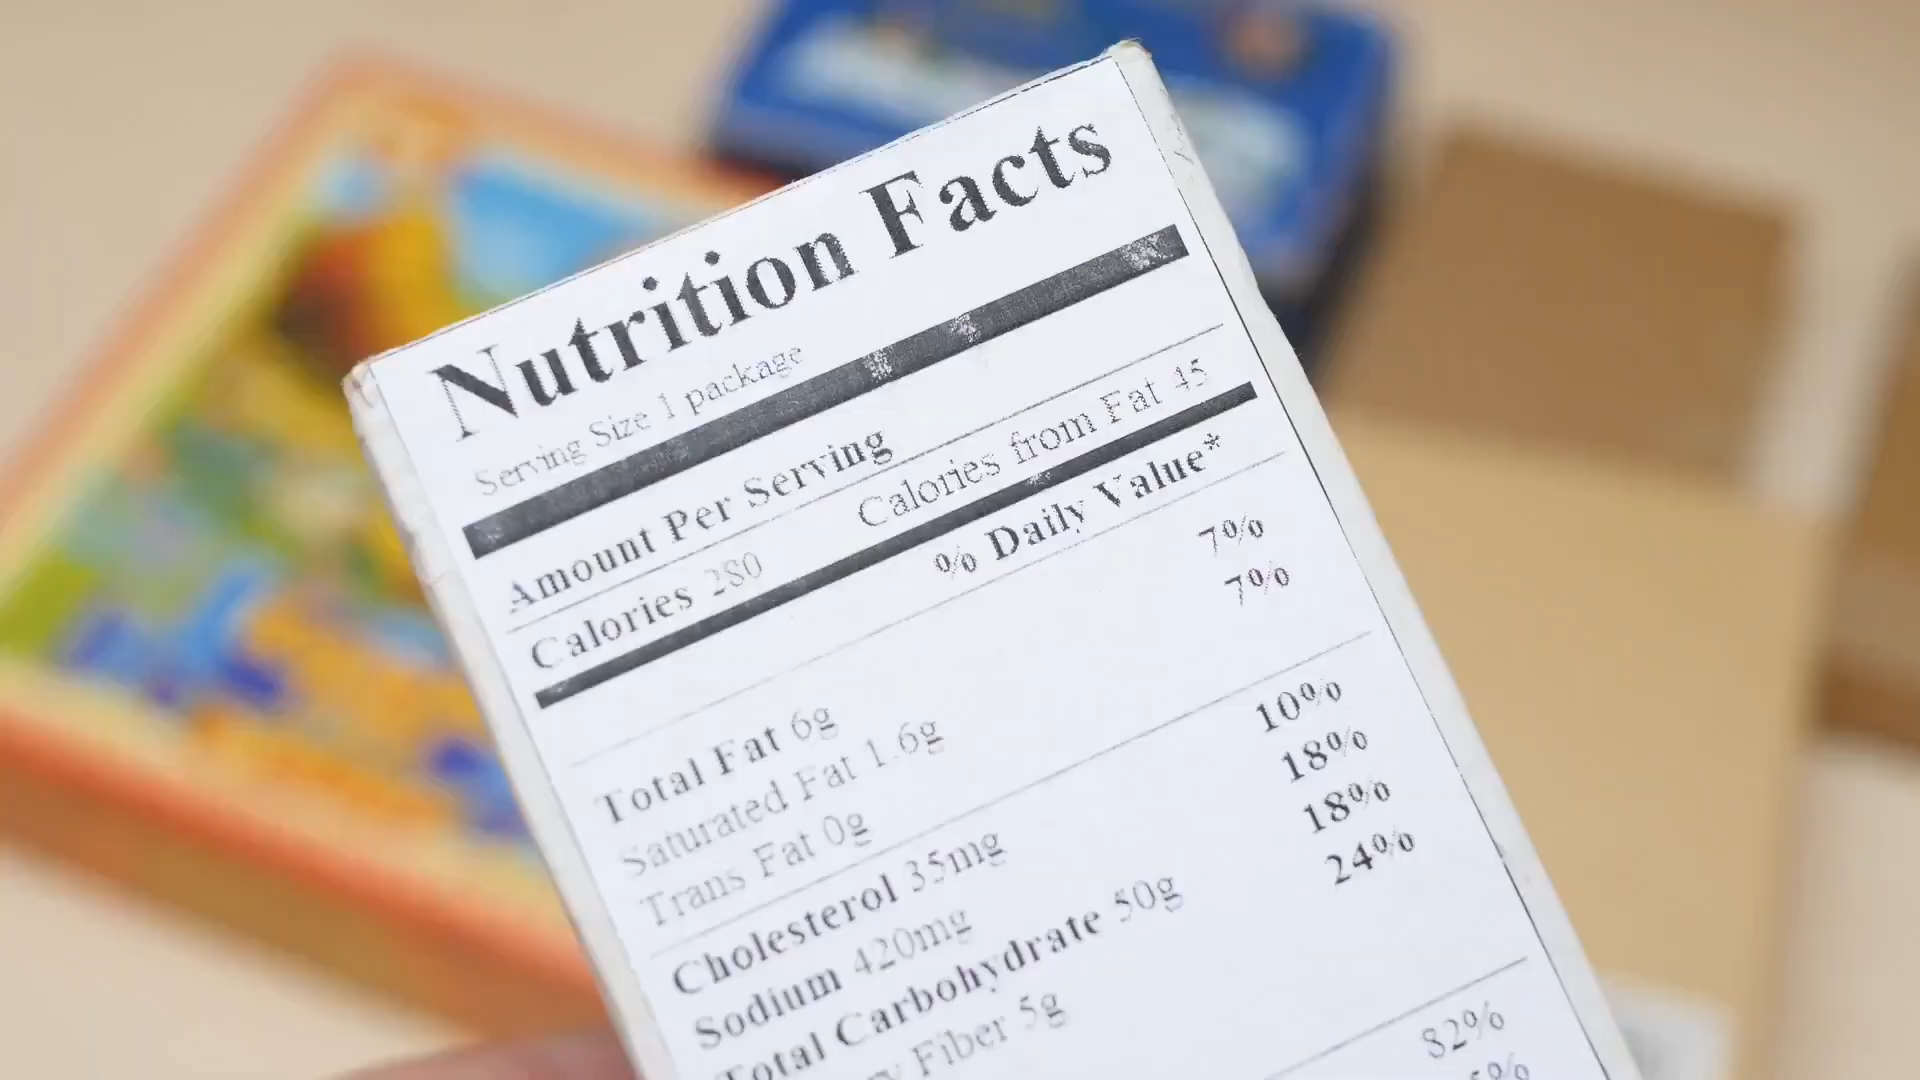 Nutrition Facts
Serving Size 1 package
Amount Per Serving
Calories 280 Calories from Fat 45
% Daily Value*
Total Fat 6g 7%
Saturated Fat 1.6g 7%
Trans Fat 0g
Cholesterol 35mg 10%
Sodium 420mg 18%
Total Carbohydrate 50g 18%
Fiber 5g 24%
82%